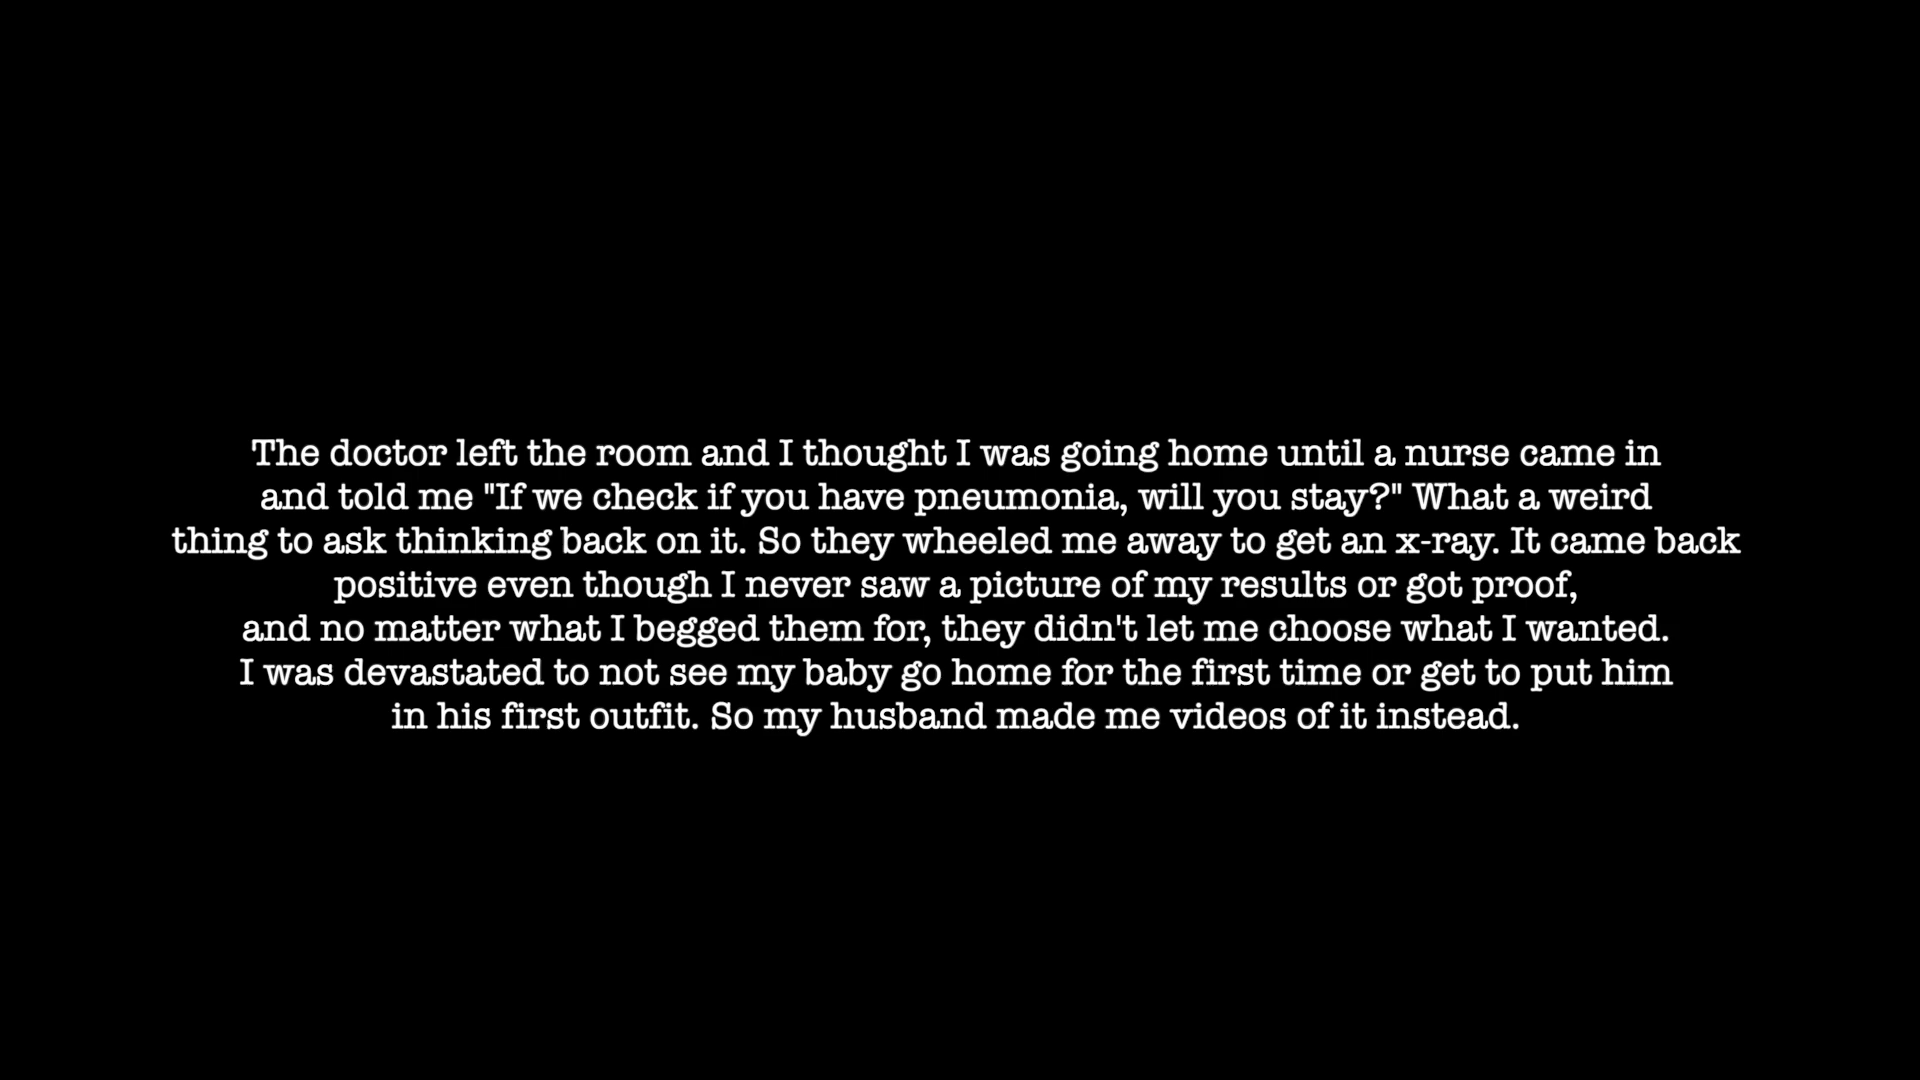 The doctor left the room and I thought I was going home until a nurse came in
and told me "If we check if you have pneumonia, will you stay?" What a weird
thing to ask thinking back on it. So they wheeled me away to get an x-ray. It came back
positive even though I never saw a picture of my results or got proof,
and no matter what I begged them for, they didn't let me choose what I wanted.
I was devastated to not see my baby go home for the first time or get to put him
in his first outfit. So my husband made me videos of it instead.